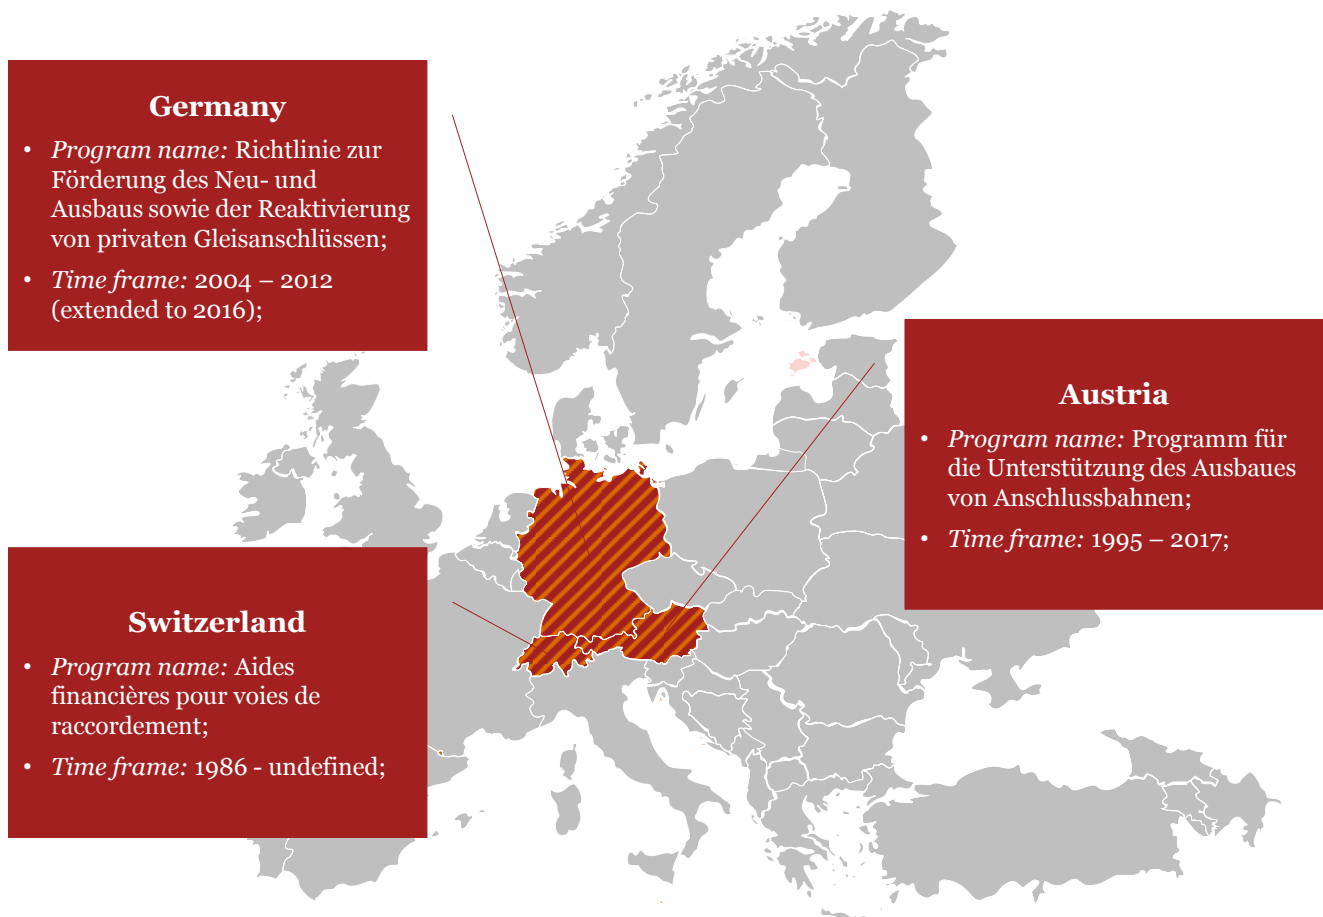 Germany
• Program name: Richtlinie zur
Förderung des Neu- und
Ausbaus sowie der Reaktivierung
von privaten Gleisanschlüssen;
• Time frame: 2004 – 2012
(extended to 2016);
Austria
• Program name: Programm für
die Unterstützung des Ausbaues
von Anschlussbahnen;
• Time frame: 1995 – 2017;
Switzerland
• Program name: Aides
financières pour voies de
raccordement;
• Time frame: 1986 - undefined;